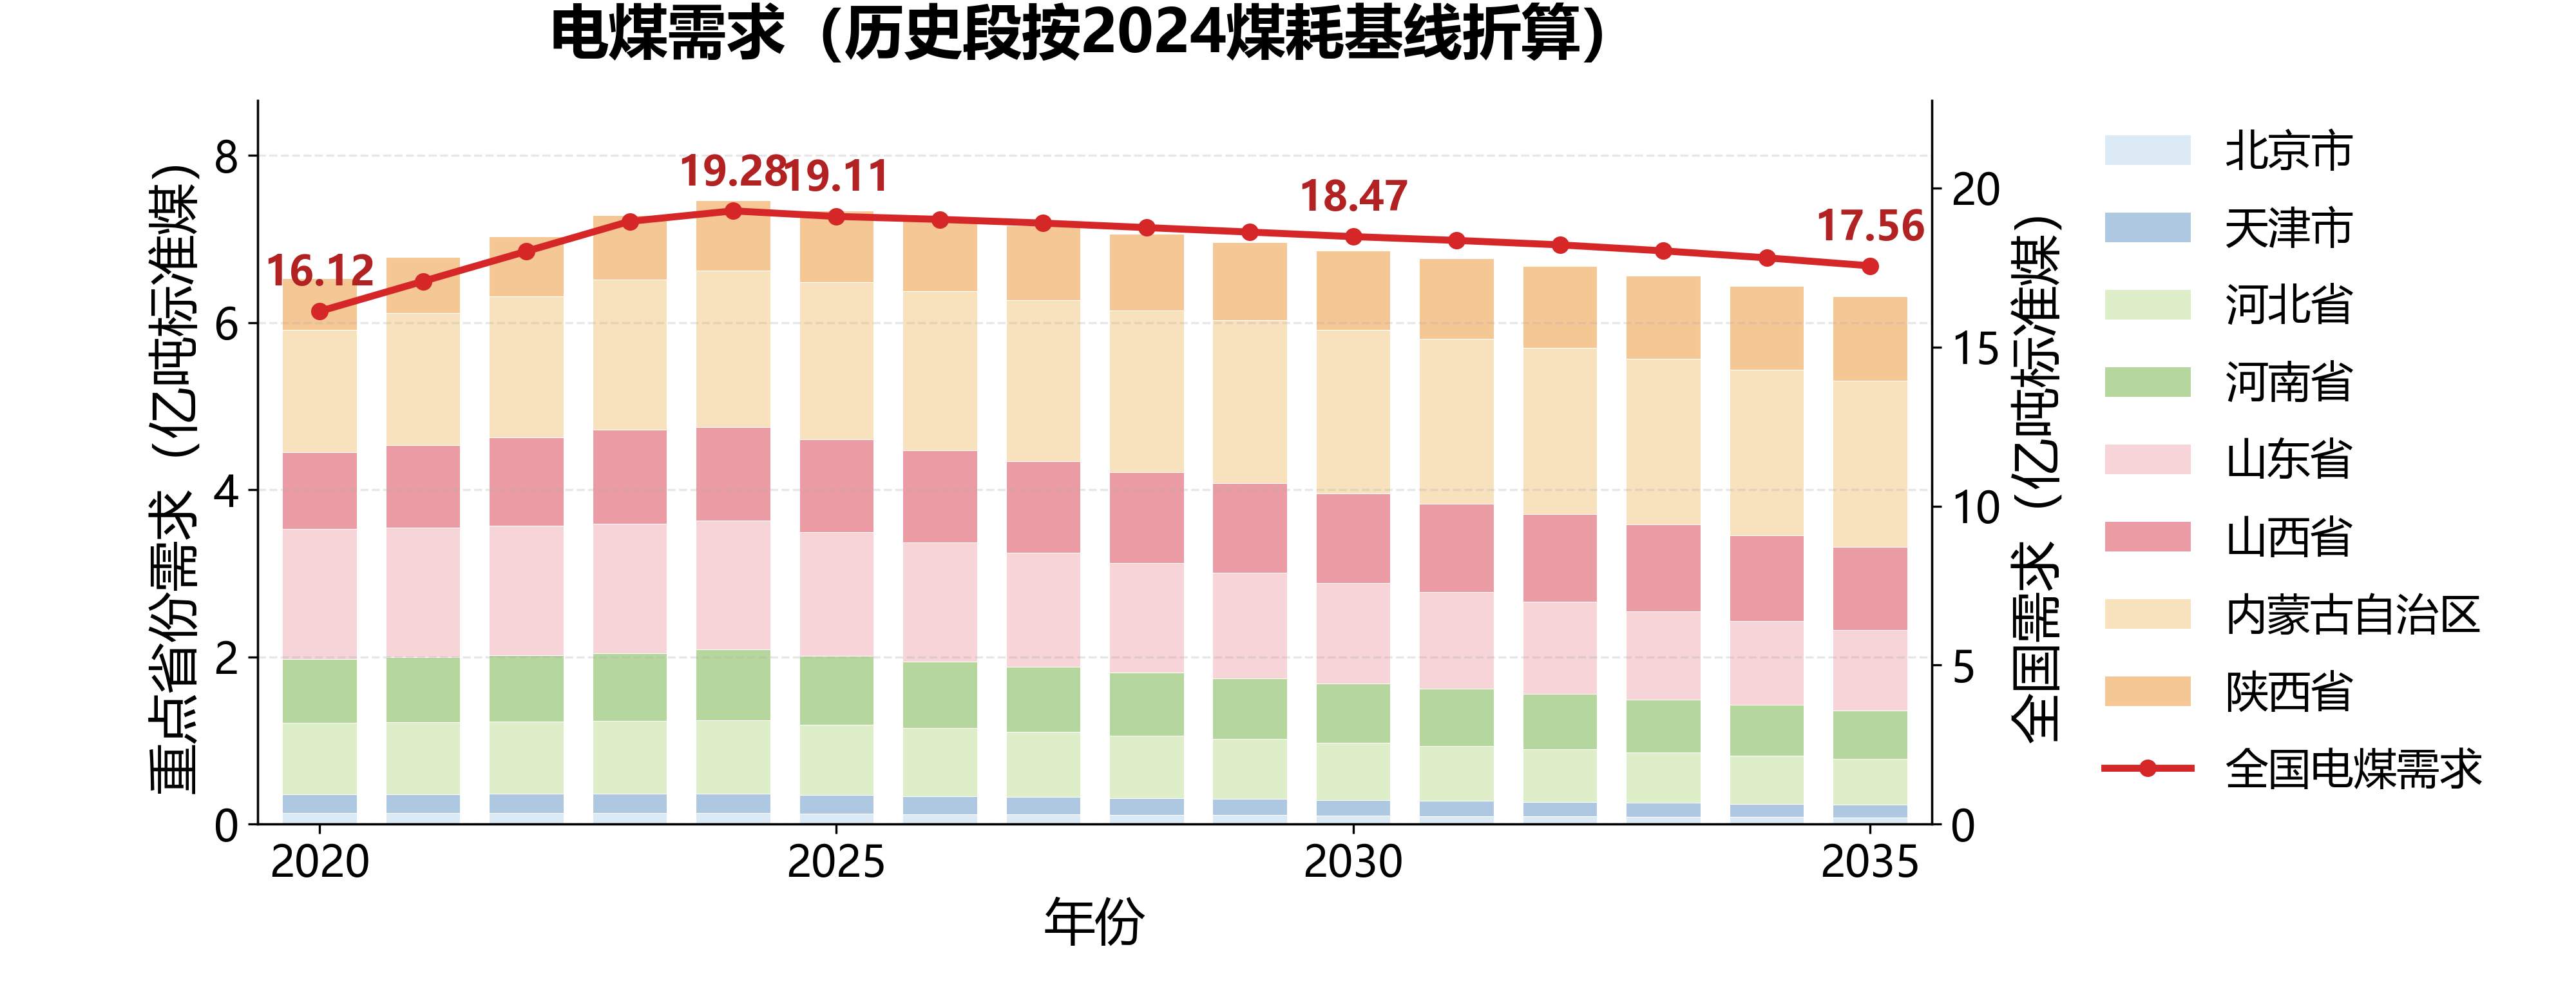 电煤需求（历史段按2024煤耗基线折算）
重点省份需求（亿吨标准煤）
8
6
4
2
0
16.12
19.28
19.11
18.47
17.56
20
15
10
5
0
全国需求（亿吨标准煤）
2020
2025
2030
2035
年份
北京市
天津市
河北省
河南省
山东省
山西省
内蒙古自治区
陕西省
全国电煤需求